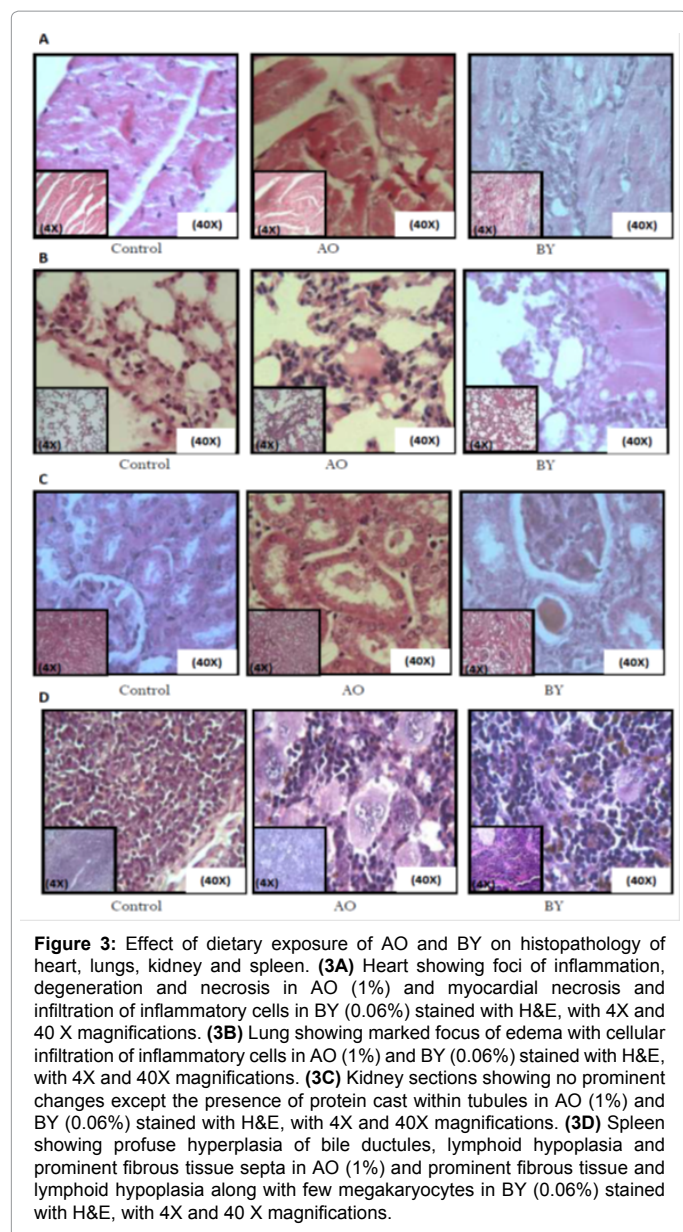 A
(4X)
(40X)
(4X)
(40X)
(4X)
(40X)
Control
AO
BY
B
(4X)
(40X)
(4X)
(40X)
(4X)
(40X)
Control
AO
BY
C
(4X)
(40X)
(4X)
(40X)
(4X)
(40X)
Control
AO
BY
D
(4X)
(40X)
(4X)
(40X)
(4X)
(40X)
Control
AO
BY
Figure 3: Effect of dietary exposure of AO and BY on histopathology of
heart, lungs, kidney and spleen. (3A) Heart showing foci of inflammation,
degeneration and necrosis in AO (1%) and myocardial necrosis and
infiltration of inflammatory cells in BY (0.06%) stained with H&E, with 4X and
40 X magnifications. (3B) Lung showing marked focus of edema with cellular
infiltration of inflammatory cells in AO (1%) and BY (0.06%) stained with H&E,
with 4X and 40X magnifications. (3C) Kidney sections showing no prominent
changes except the presence of protein cast within tubules in AO (1%) and
BY (0.06%) stained with H&E, with 4X and 40X magnifications. (3D) Spleen
showing profuse hyperplasia of bile ductules, lymphoid hypoplasia and
prominent fibrous tissue septa in AO (1%) and prominent fibrous tissue and
lymphoid hypoplasia along with few megakaryocytes in BY (0.06%) stained
with H&E, with 4X and 40 X magnifications.